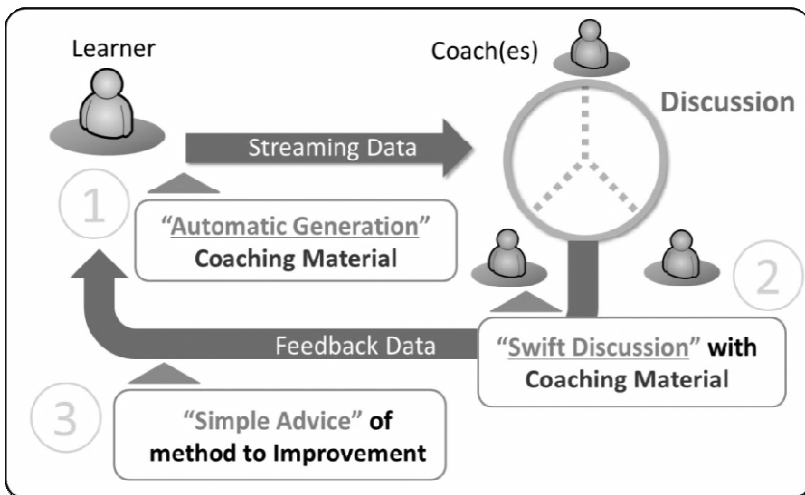 Learner
Coach(es)
Discussion
Streaming Data
1
“Automatic Generation”
Coaching Material
2
Feedback Data
“Swift Discussion” with
Coaching Material
3
“Simple Advice” of
method to Improvement